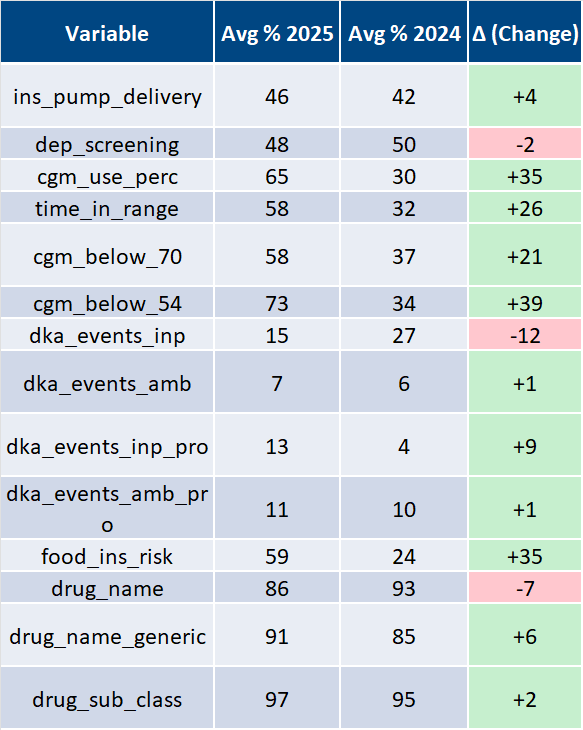 Variable Avg % 2025 Avg % 2024 Δ (Change)
ins_pump_delivery 46 42 +4
dep_screening 48 50 -2
cgm_use_perc 65 30 +35
time_in_range 58 32 +26
cgm_below_70 58 37 +21
cgm_below_54 73 34 +39
dka_events_inp 15 27 -12
dka_events_amb 7 6 +1
dka_events_inp_pro 13 4 +9
dka_events_amb_pr
o 11 10 +1
food_ins_risk 59 24 +35
drug_name 86 93 -7
drug_name_generic 91 85 +6
drug_sub_class 97 95 +2